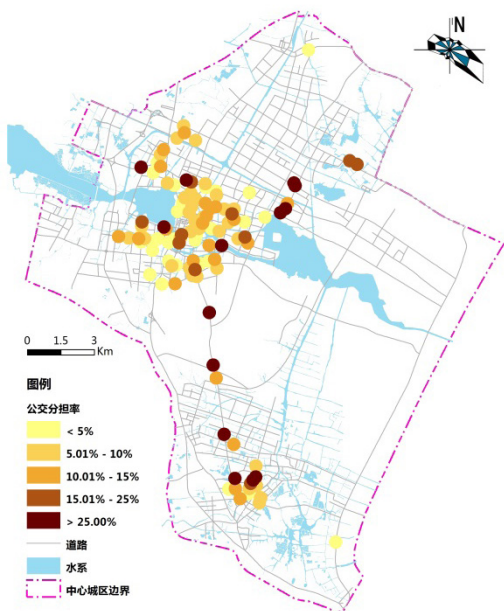 N
0 1.5 3
Km
图例
公交分担率
< 5%
5.01% - 10%
10.01% - 15%
15.01% - 25%
> 25.00%
道路
水系
中心城区边界